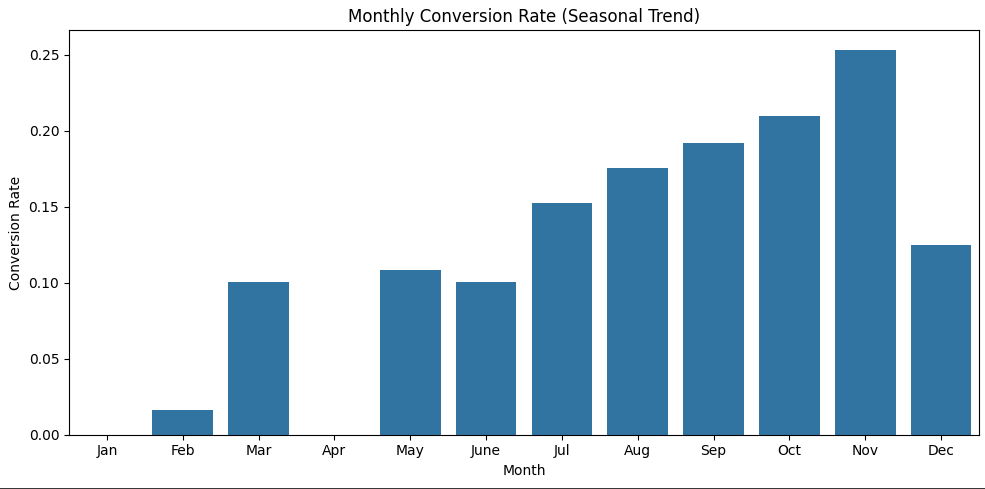 Monthly Conversion Rate (Seasonal Trend)
Conversion Rate
0.25
0.20
0.15
0.10
0.05
0.00
Jan Feb Mar Apr May June Jul Aug Sep Oct Nov Dec
Month